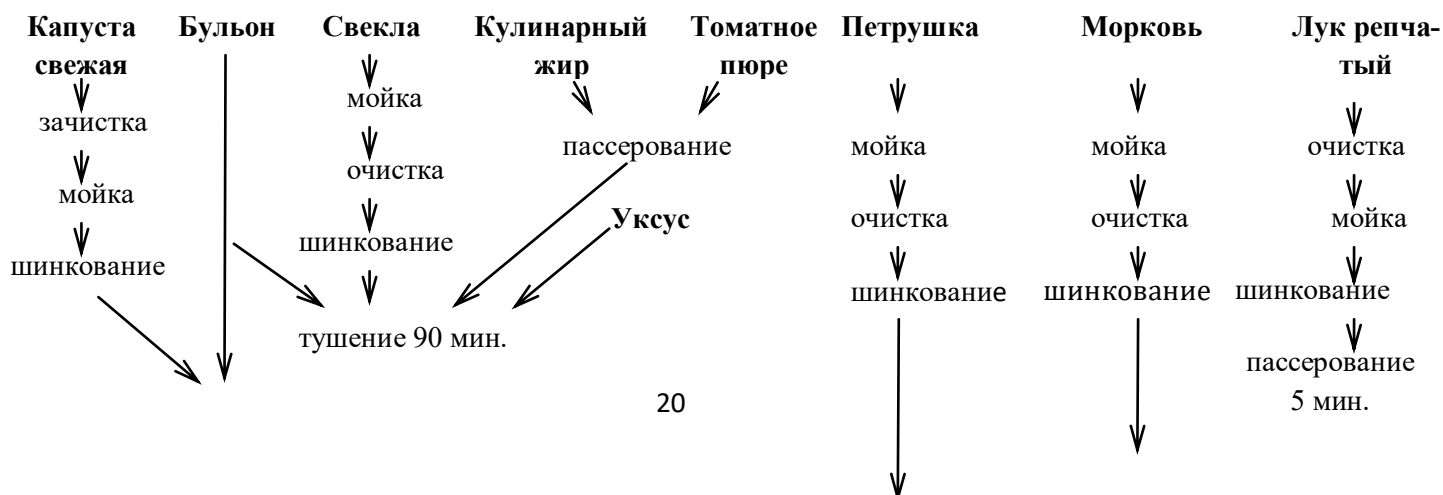 Капуста свежая
Бульон
Свекла
Кулинарный жир
Томатное пюре
Петрушка
Морковь
Лук репча-
тый
зачистка
мойка
шинкование
мойка
очистка
шинкование
пассерование
Уксус
тушение 90 мин.
мойка
очистка
шинкование
мойка
очистка
шинкование
очистка
мойка
шинкование
пассерование
5 мин.
20